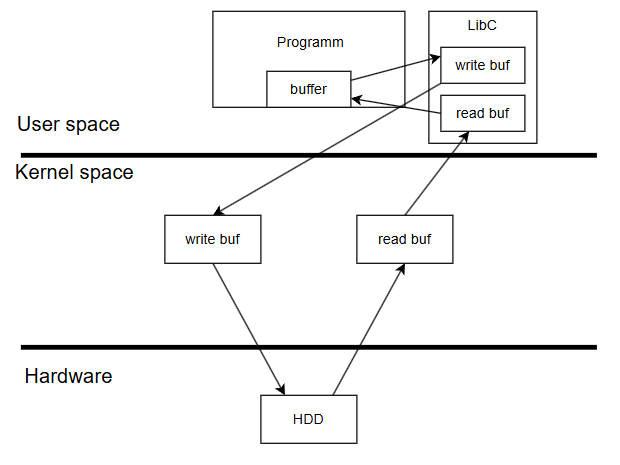 LibC
Programm
write buf
buffer
read buf
User space
Kernel space
write buf
read buf
Hardware
HDD